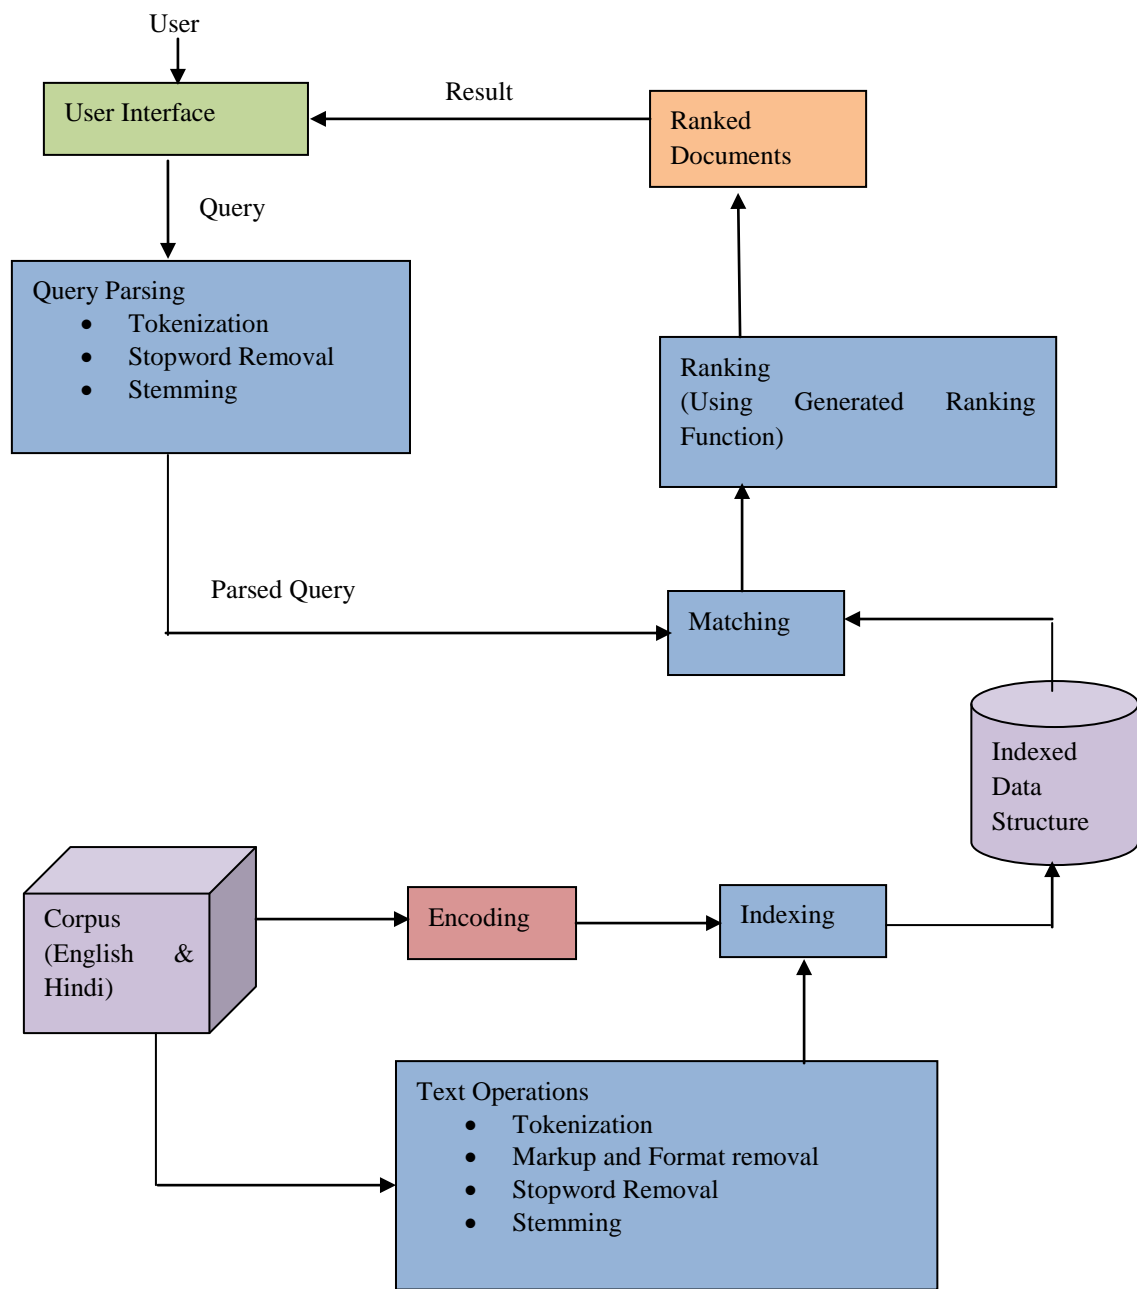 User
User Interface
Result
Ranked
Documents
Query
Query Parsing
• Tokenization
• Stopword Removal
• Stemming
Ranking
(Using Generated Ranking
Function)
Parsed Query
Matching
Indexed
Data
Structure
Corpus
(English &
Hindi)
Encoding
Indexing
Text Operations
• Tokenization
• Markup and Format removal
• Stopword Removal
• Stemming